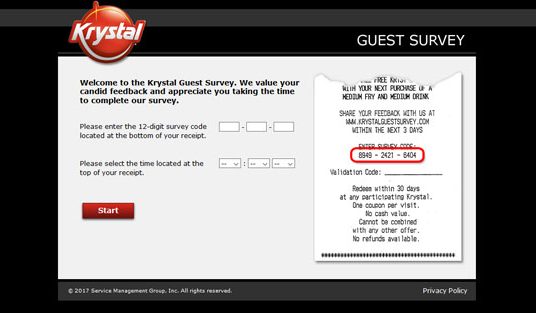 Krystal
GUEST SURVEY
Welcome to the Krystal Guest Survey. We value your
candid feedback and appreciate you taking the time
to complete our survey.
Please enter the 12-digit survey code
located at the bottom of your receipt.
- -
Please select the time located at the
top of your receipt.
-- : -- --
Start
FREE KRYST
WITH YOUR NEXT PURCHASE OF A
MEDIUM FRY AND MEDIUM DRINK
SHARE YOUR FEEDBACK WITH US AT
WWW.KRYSTALGUESTSURVEY.COM
WITHIN THE NEXT 3 DAYS
ENTER SURVEY CODE:
8949 - 2421 - 6404
Validation Code:
Redeem within 30 days
at any participating Krystal.
One coupon per visit.
No cash value.
Cannot be combined
with any other offer.
No refunds available.
© 2017 Service Management Group, Inc. All rights reserved.
Privacy Policy